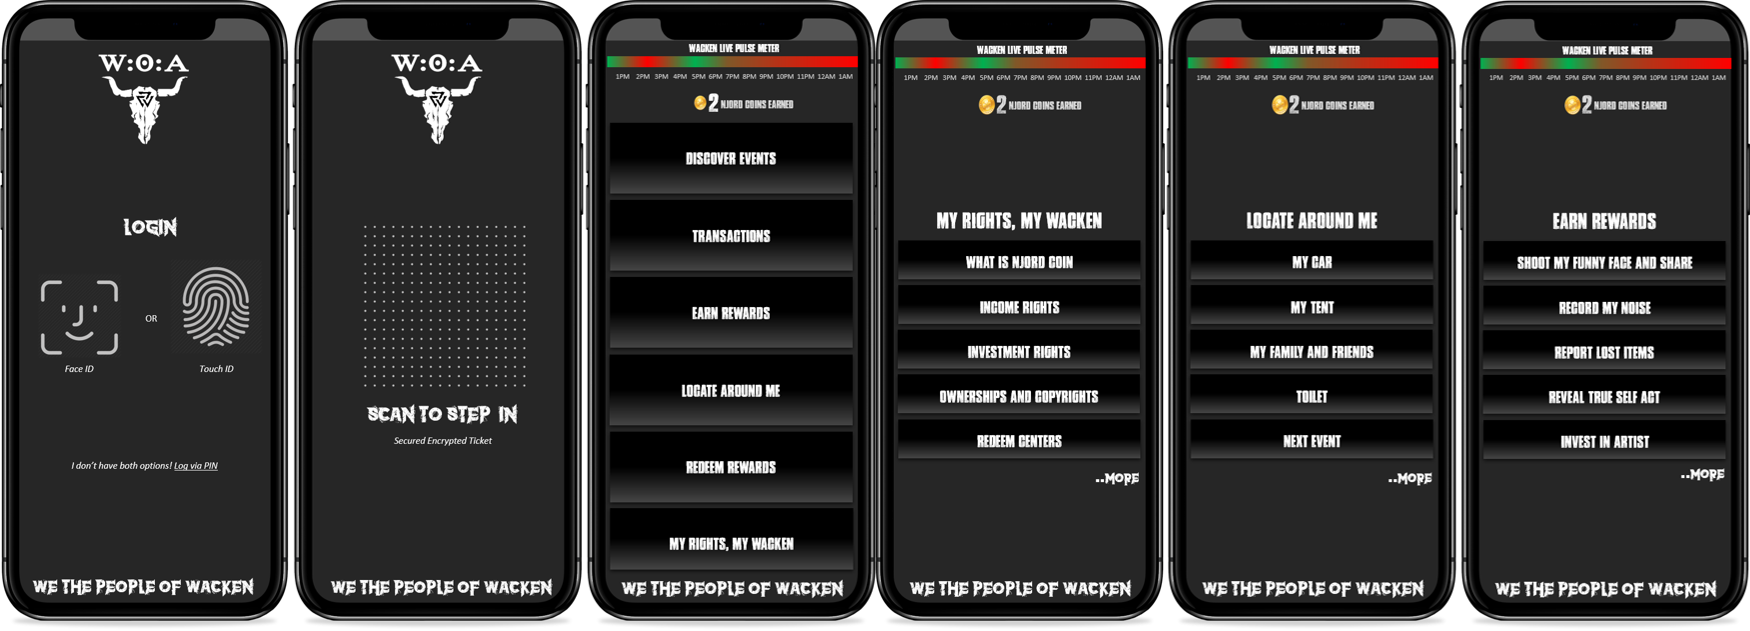 W:O:A
LOGIN
OR
Face ID
Touch ID
I don't have both options! Log via PIN
WE THE PEOPLE OF WACKEN
W:O:A
SCAN TO STEP IN
Secured Encrypted Ticket
WE THE PEOPLE OF WACKEN
WACKEN LIVE PULSE METER
1PM 2PM 3PM 4PM 5PM 6PM 7PM 8PM 9PM 10PM 11PM 12AM 1AM
2 NJORD COINS EARNED
DISCOVER EVENTS
TRANSACTIONS
EARN REWARDS
LOCATE AROUND ME
REDEEM REWARDS
MY RIGHTS, MY WACKEN
WE THE PEOPLE OF WACKEN
WACKEN LIVE PULSE METER
1PM 2PM 3PM 4PM 5PM 6PM 7PM 8PM 9PM 10PM 11PM 12AM 1AM
2 NJORD COINS EARNED
MY RIGHTS, MY WACKEN
WHAT IS NJORD COIN
INCOME RIGHTS
INVESTMENT RIGHTS
OWNERSHIPS AND COPYRIGHTS
REDEEM CENTERS
..MORE
WE THE PEOPLE OF WACKEN
WACKEN LIVE PULSE METER
1PM 2PM 3PM 4PM 5PM 6PM 7PM 8PM 9PM 10PM 11PM 12AM 1AM
2 NJORD COINS EARNED
LOCATE AROUND ME
MY CAR
MY TENT
MY FAMILY AND FRIENDS
TOILET
NEXT EVENT
..MORE
WE THE PEOPLE OF WACKEN
WACKEN LIVE PULSE METER
1PM 2PM 3PM 4PM 5PM 6PM 7PM 8PM 9PM 10PM 11PM 12AM 1AM
2 NJORD COINS EARNED
EARN REWARDS
SHOOT MY FUNNY FACE AND SHARE
RECORD MY NOISE
REPORT LOST ITEMS
REVEAL TRUE SELF ACT
INVEST IN ARTIST
..MORE
WE THE PEOPLE OF WACKEN